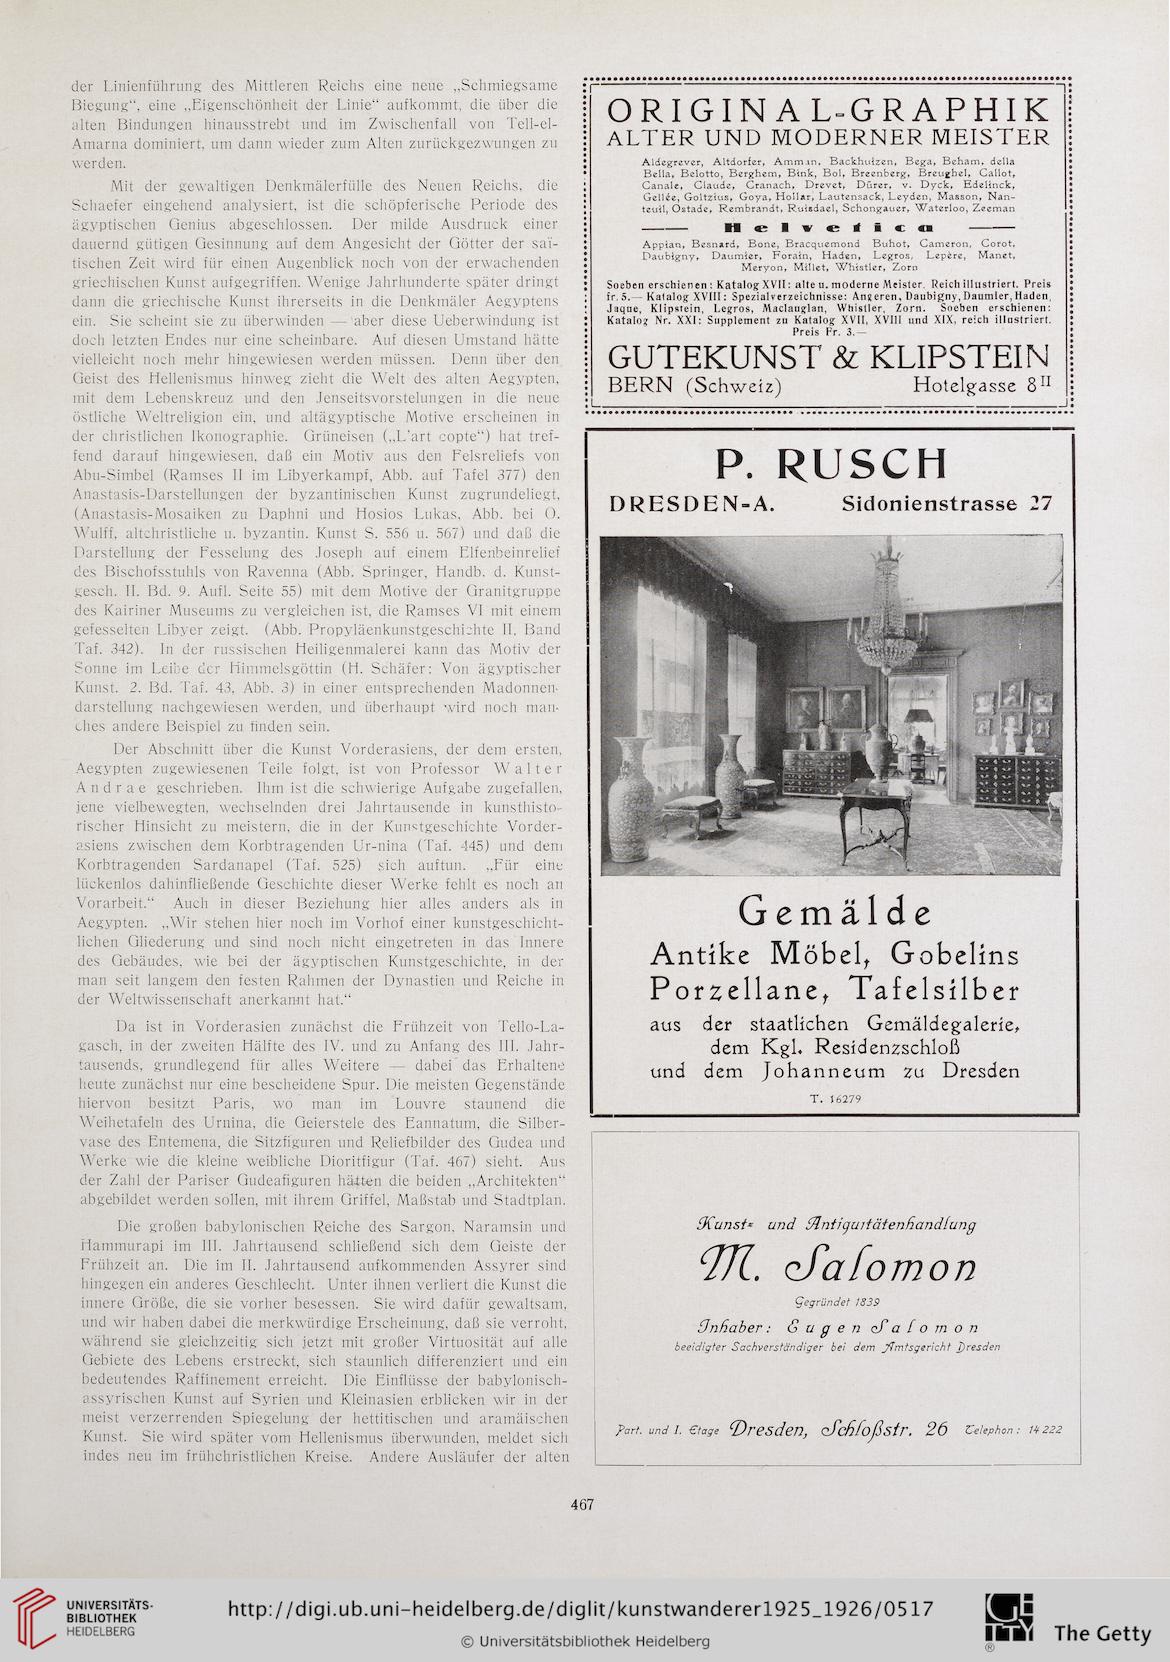 der Linienführung des Mittleren Reichs eine neue „Schmiegsame
Biegung“, eine „Eigenschönheit der Linie“ aufkommt, die über die
alten Bindungen hinausstrebt und im Zwischenfall von Tell-el-
Amarna dominiert, um dann wieder zum Alten zurückgezwungen zu
werden.
Mit der gewaltigen Denkmälerfülle des Neuen Reichs, die
Schaefer eingehend analysiert, ist die schöpferische Periode des
ägyptischen Genius abgeschlossen. Der milde Ausdruck einer
dauernd gütigen Gesinnung auf dem Angesicht der Götter der saï-
tischen Zeit wird für einen Augenblick noch von der erwachenden
griechischen Kunst aufgegriffen. Wenige Jahrhunderte später dringt
dann die griechische Kunst ihrerseits in die Denkmäler Aegyptens
ein. Sie scheint sie zu überwinden — aber diese Ueberwindung ist
doch letzten Endes nur eine scheinbare. Auf diesen Umstand hätte
vielleicht noch mehr hingewiesen werden müssen. Denn über den
Geist des Hellenismus hinweg zieht die Welt des alten Aegypten,
mit dem Lebenskreuz und den Jenseitsvorstelungen in die neue
östliche Weltreligion ein, und altägyptische Motive erscheinen in
der christlichen Ikonographie. Grüneisen („L'art copte“) hat tref-
fend darauf hingewiesen, daß ein Motiv aus den Felsreliefs von
Abu-Simbel (Ramses II im Libyerkampf, Abb. auf Tafel 377) den
Anastasis-Darstellungen der byzantinischen Kunst zugrundeliegt,
(Anastasis-Mosaiken zu Daphni und Hosios Lukas, Abb. bei O.
Wulff, altchristliche u. byzantin. Kunst S. 556 u. 567) und daß die
Darstellung der Fesselung des Joseph auf einem Elfenbeinrelief
des Bischofsstuhls von Ravenna (Abb. Springer, Handb. d. Kunst-
gesch. II. Bd. 9. Aufl. Seite 55) mit dem Motive der Granitgruppe
des Kairiner Museums zu vergleichen ist, die Ramses VI mit einem
gefesselten Libyer zeigt. (Abb. Propyläenkunstgeschichte II. Band
Taf. 342). In der russischen Heiligenmalerei kann das Motiv der
Sonne im Leibe der Himmelsgöttin (H. Schäfer: Von ägyptischer
Kunst. 2. Bd. Taf. 43, Abb. 3) in einer entsprechenden Madonnen-
darstellung nachgewiesen werden, und überhaupt wird noch man-
ches andere Beispiel zu finden sein.
Der Abschnitt über die Kunst Vorderasiens, der dem ersten,
Aegypten zugewiesenen Teile folgt, ist von Professor Walter
Andrae geschrieben. Ihm ist die schwierige Aufgabe zugefallen,
jene vielbewegten, wechselnden drei Jahrtausende in kunsthisto-
rischer Hinsicht zu meistern, die in der Kunstgeschichte Vorder-
asiens zwischen dem Korbtragenden Ur-nina (Taf. 445) und dem
Korbtragenden Sardanapel (Taf. 525) sich auftun. „Für eine
lückenlos dahinfließende Geschichte dieser Werke fehlt es noch an
Vorarbeit.“ Auch in dieser Beziehung hier alles anders als in
Aegypten. „Wir stehen hier noch im Vorhof einer kunstgeschicht-
lichen Gliederung und sind noch nicht eingetreten in das Innere
des Gebäudes, wie bei der ägyptischen Kunstgeschichte, in der
man seit langem den festen Rahmen der Dynastien und Reiche in
der Weltwissenschaft anerkannt hat.“
Da ist in Vorderasien zunächst die Frühzeit von Tello-La-
gasch, in der zweiten Hälfte des IV. und zu Anfang des III. Jahr-
tausends, grundlegend für alles Weitere — dabei das Erhaltene
heute zunächst nur eine bescheidene Spur. Die meisten Gegenstände
hiervon besitzt Paris, wo man im Louvre staunend die
Weihetafeln des Urnina, die Geierstele des Eannatum, die Silber-
vase des Entemena, die Sitzfiguren und Reliefbilder des Gudea und
Werke wie die kleine weibliche Dioritfigur (Taf. 467) sieht. Aus
der Zahl der Pariser Gudeafiguren hätten die beiden „Architekten“
abgebildet werden sollen, mit ihrem Griffel, Maßstab und Stadtplan.
Die großen babylonischen Reiche des Sargon, Naramsin und
Hammurapi im III. Jahrtausend schließend sich dem Geiste der
Frühzeit an. Die im II. Jahrtausend aufkommenden Assyrer sind
hingegen ein anderes Geschlecht. Unter ihnen verliert die Kunst die
innere Größe, die sie vorher besessen. Sie wird dafür gewaltsam,
und wir haben dabei die merkwürdige Erscheinung, daß sie verroht,
während sie gleichzeitig sich jetzt mit großer Virtuosität auf alle
Gebiete des Lebens erstreckt, sich staunlich differenziert und ein
bedeutendes Raffinement erreicht. Die Einflüsse der babylonisch-
assyrischen Kunst auf Syrien und Kleinasien erblicken wir in der
meist verzerrenden Spiegelung der hettitischen und aramäischen
Kunst. Sie wird später vom Hellenismus überwunden, meldet sich
indes neu im frühchristlichen Kreise. Andere Ausläufer der alten
ORIGINAL-GRAPHIK
ALTER UND MODERNER MEISTER
Aldegrever, Altdorfer, Amman, Backhuizen, Bega, Beham, della
Bella, Belotto, Berghem, Bink, Bol, Breenberg, Breughel, Callot,
Canale, Claude, Cranach, Drevet, Dürer, v. Dyck, Edelinck,
Gellée, Goltzius, Goya, Hollar, Lautensack, Leyden, Masson, Nan-
teuil, Ostade, Rembrandt, Ruisdael, Schongauer, Waterloo, Zeeman
Helvetica
Appian, Besnard, Bone, Bracquemond Buhot, Cameron, Corot,
Daubigny, Daumier, Forain, Haden, Legros, Lepère, Manet,
Meryon, Millet, Whistler, Zorn
Soeben erschienen: Katalog XVII: alte u. moderne Meister. Reich illustriert. Preis
fr. 5.— Katalog XVIII: Spezialverzeichnisse: Angeren, Daubigny, Daumier, Haden,
Jaque, Klipstein, Legros, Maclauglan, Whistler, Zorn. Soeben erschienen:
Katalog Nr. XXI: Supplement zu Katalog XVII, XVIII und XIX, reich illustriert.
Preis Fr. 3.—
GUTEKUNST & KLIPSTEIN
BERN (Schweiz) Hotelgasse 8 II
P. RUSCH
DRESDEN-A. Sidonienstrasse 27
Gemälde
Antike Möbel, Gobelins
Porzellane, Tafelsilber
aus der staatlichen Gemäldegalerie,
dem Kgl. Residenzschloß
und dem Johanneum zu Dresden
T. 16279
Kunst= und Antiquitätenhandlung
M. Salomon
Gegründet 1839
Inhaber: Eugen Salomon
beeidigter Sachverständiger bei dem Amtsgericht Dresden
Part. und I. Etage Dresden, Schloßstr. 26 Telephon: 14222
467
UNIVERSITÄTS-
BIBLIOTHEK
HEIDELBERG
http://digi.ub.uni-heidelberg.de/diglit/kunstwanderer1925_1926/0517
© Universitätsbibliothek Heidelberg
GETTY
®
The Getty